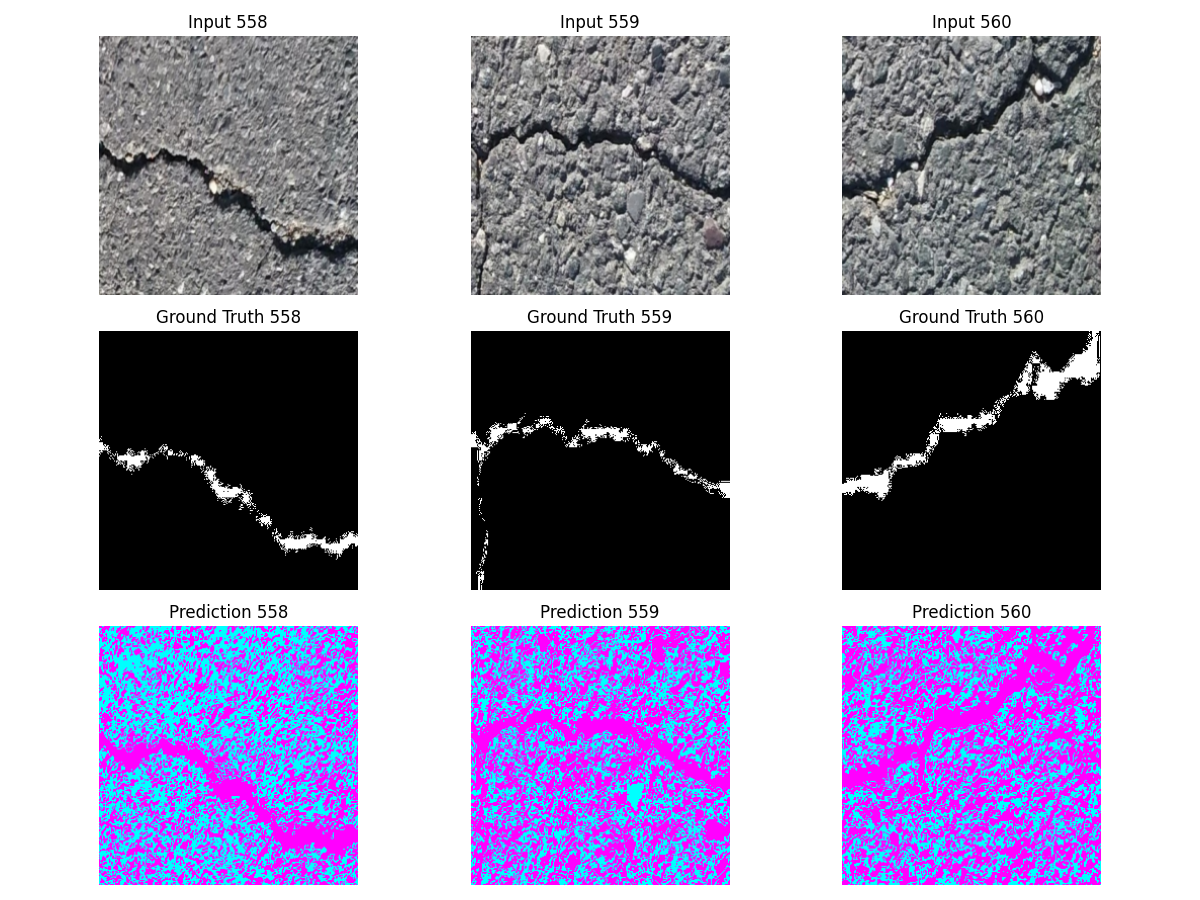 Input 558
Input 559
Input 560
Ground Truth 558
Ground Truth 559
Ground Truth 560
Prediction 558
Prediction 559
Prediction 560